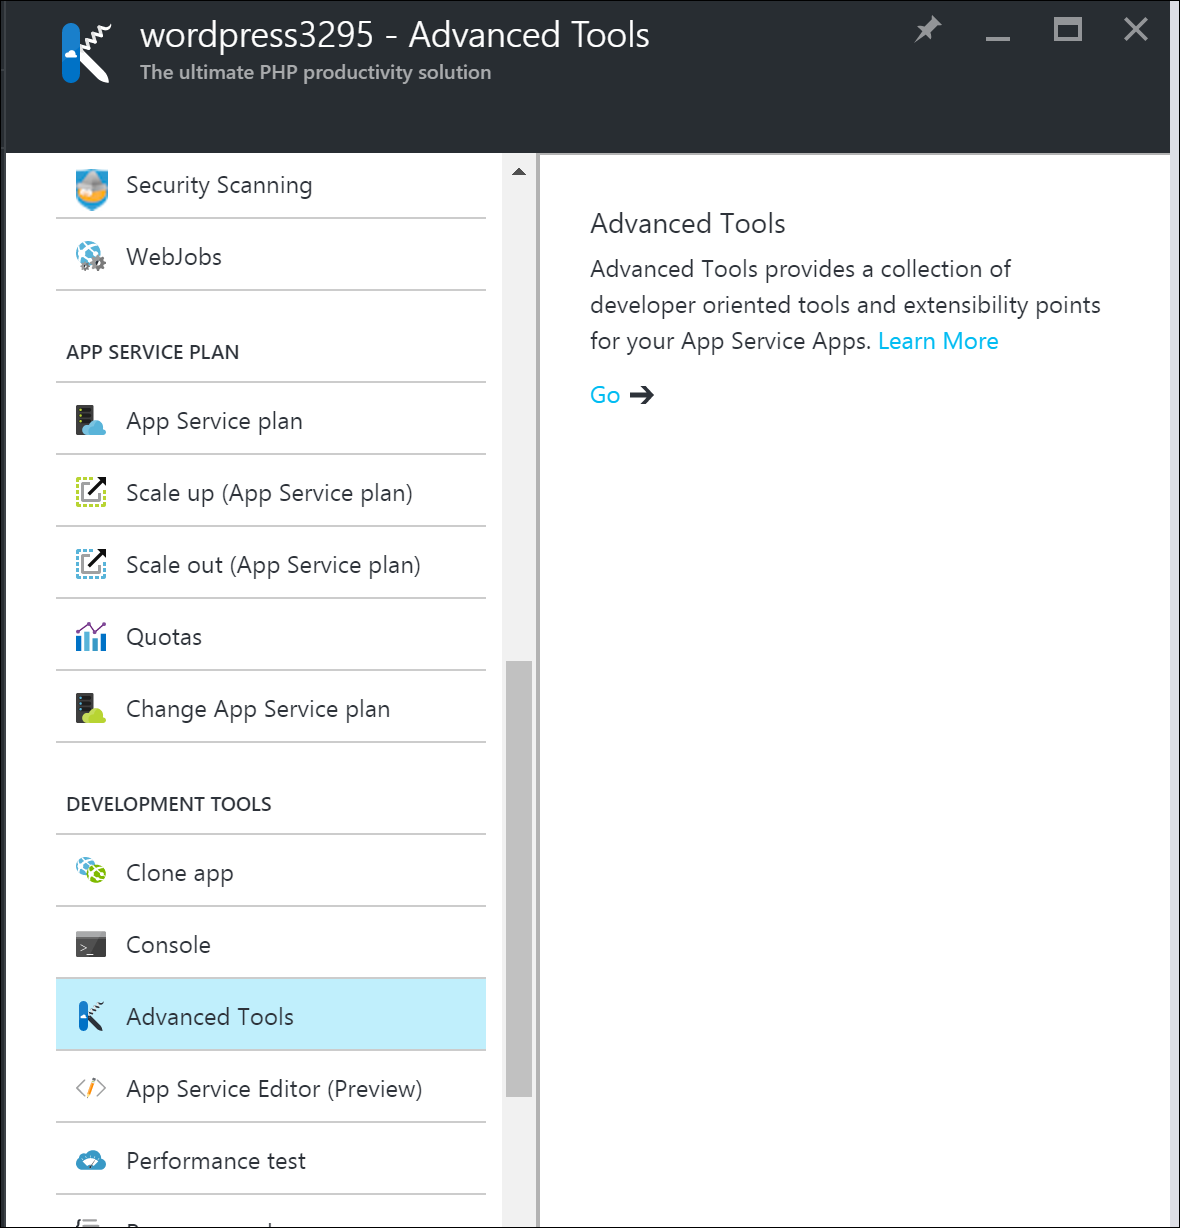 wordpress3295 - Advanced Tools
The ultimate PHP productivity solution
Security Scanning
WebJobs
APP SERVICE PLAN
App Service plan
Scale up (App Service plan)
Scale out (App Service plan)
Quotas
Change App Service plan
DEVELOPMENT TOOLS
Clone app
Console
Advanced Tools
App Service Editor (Preview)
Performance test
Advanced Tools
Advanced Tools provides a collection of
developer oriented tools and extensibility points
for your App Service Apps. Learn More
Go